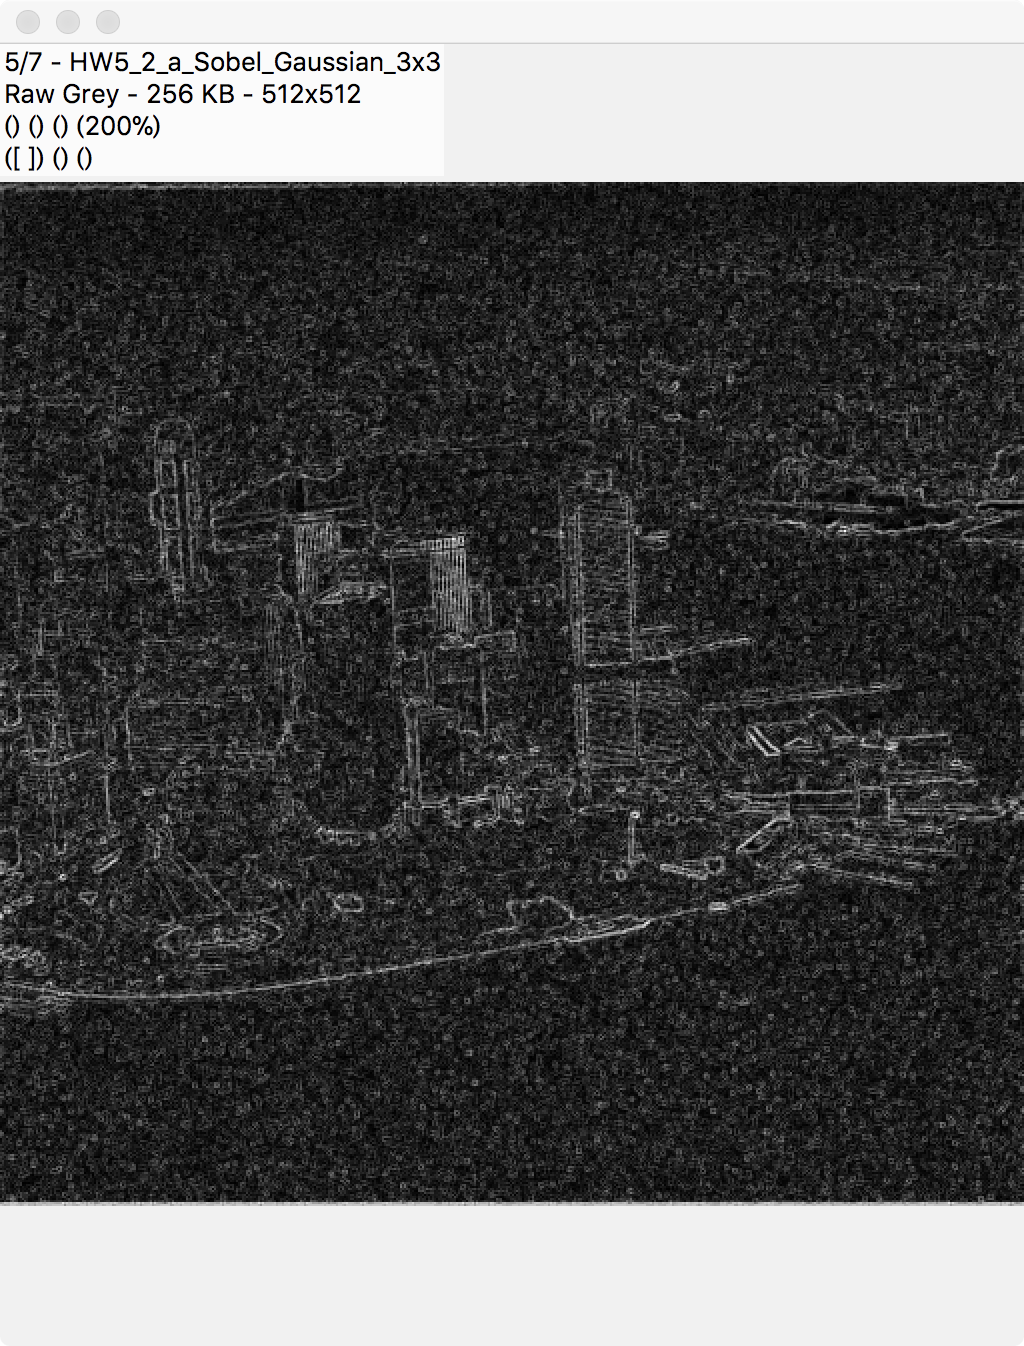 5/7 - HW5_2_a_Sobel_Gaussian_3x3
Raw Grey - 256 KB - 512x512
() () () (200%)
([ ]) () ()